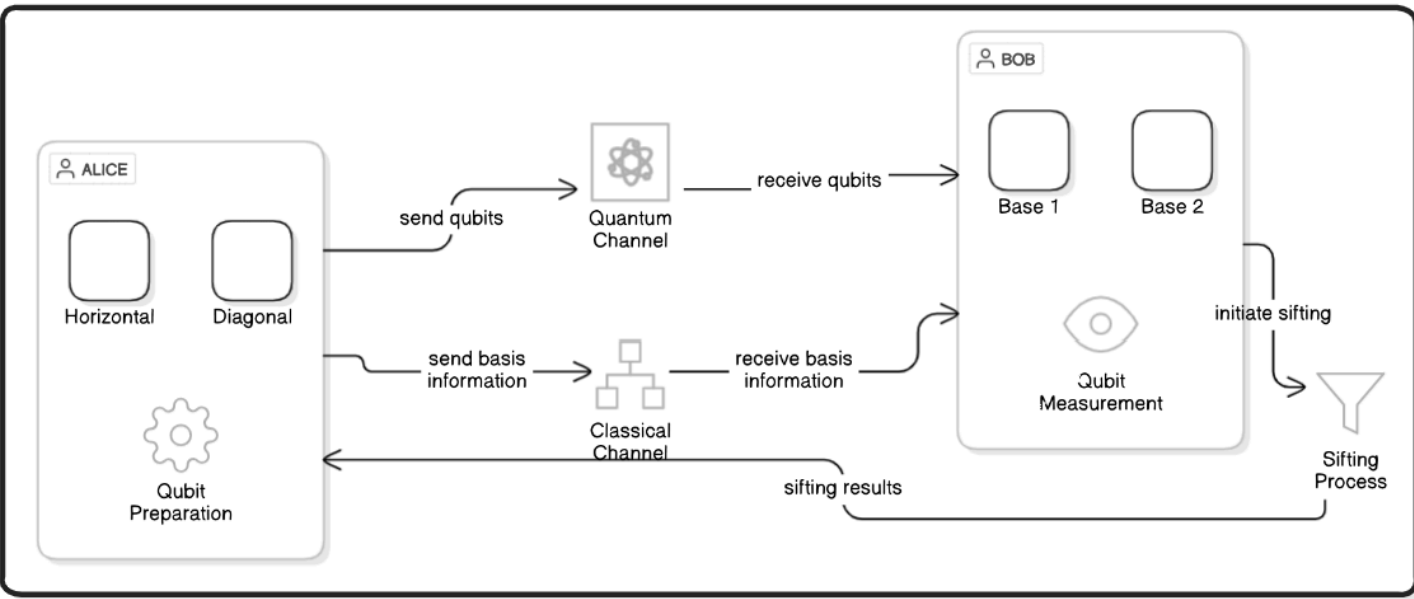 ALICE
Horizontal
Diagonal
Qubit
Preparation
send qubits
send basis
information
Quantum
Channel
Classical
Channel
receive qubits
receive basis
information
BOB
Base 1
Base 2
Qubit
Measurement
initiate sifting
Sifting
Process
sifting results